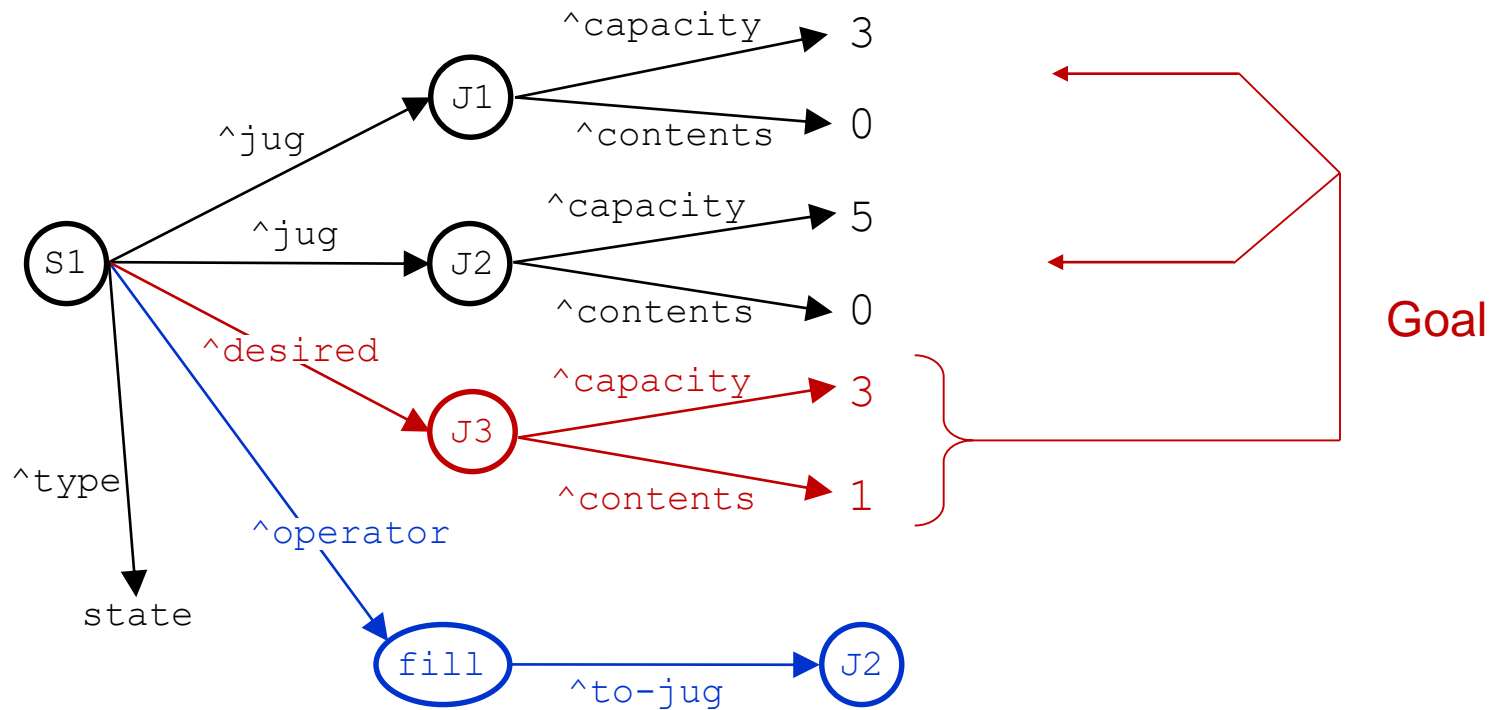 ^capacity 3
J1
^contents 0
^jug
^capacity 5
^jug
S1
J2
^contents 0
Goal
^desired
^capacity 3
J3
^type
^contents 1
^operator
state
fill
J2
^to-jug